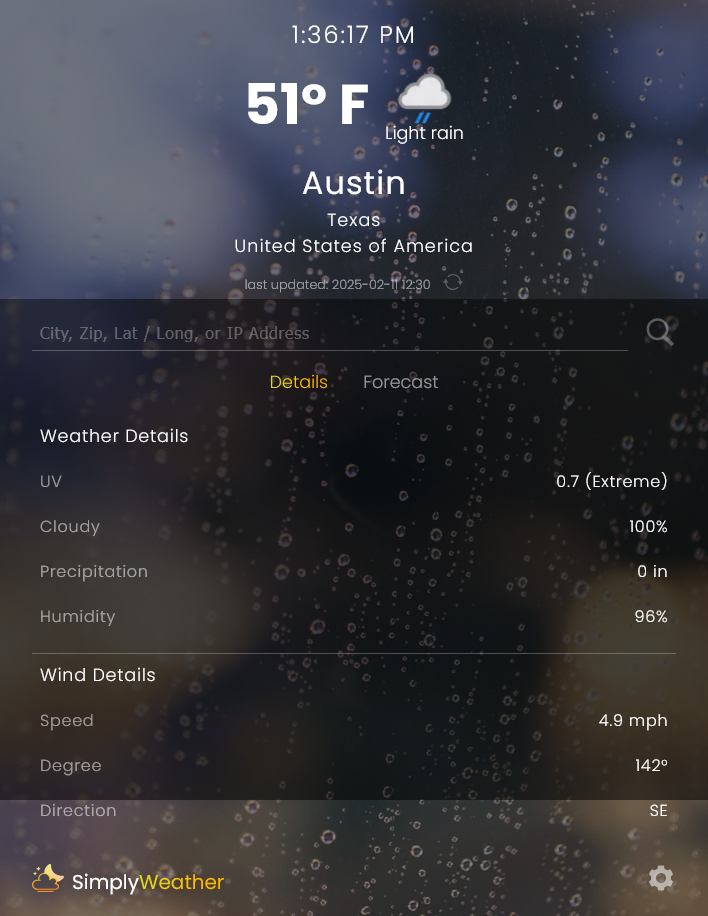 1:36:17 PM
51° F
Light rain
Austin
Texas
United States of America
last updated: 2025-02-11 12:30
City, Zip, Lat / Long, or IP Address
Details Forecast
Weather Details
UV 0.7 (Extreme)
Cloudy 100%
Precipitation 0 in
Humidity 96%
Wind Details
Speed 4.9 mph
Degree 142°
Direction SE
SimplyWeather